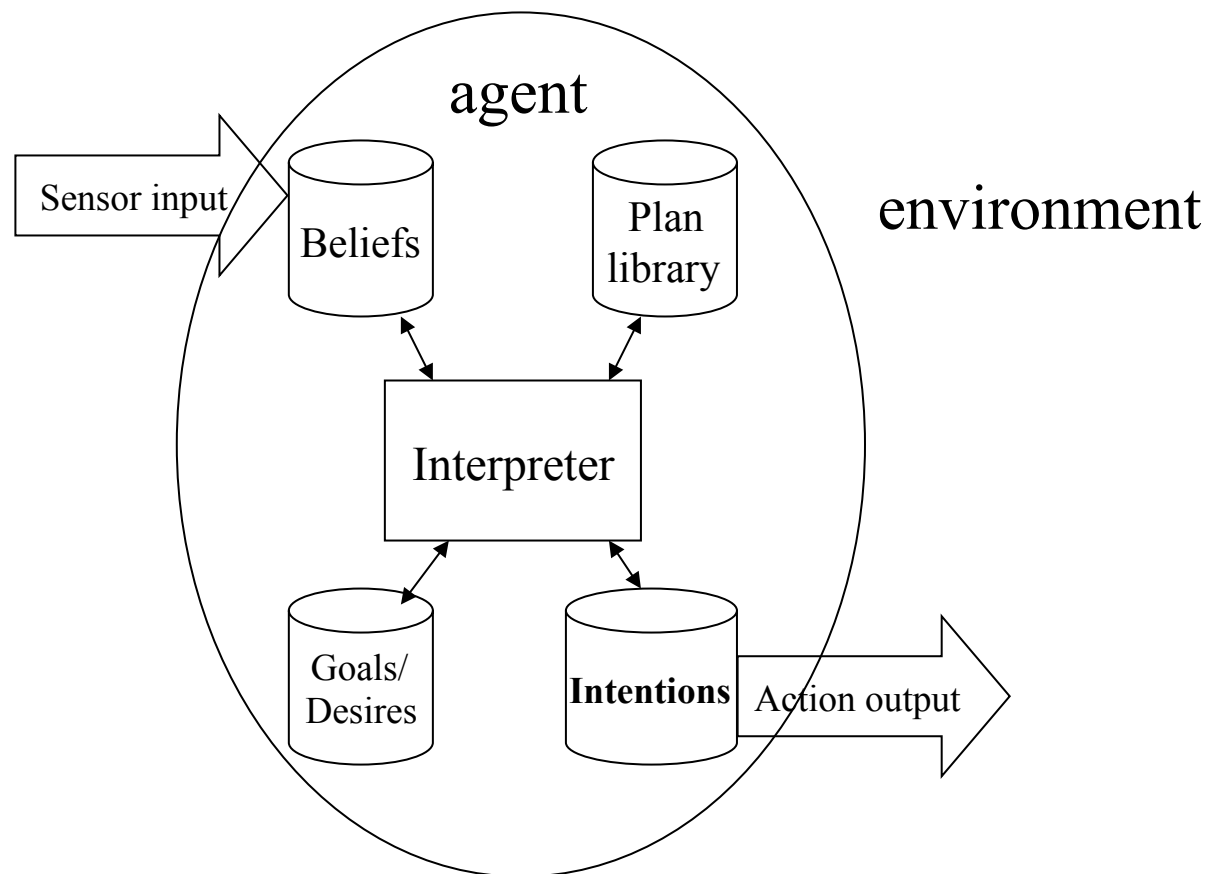 agent
Sensor input
Beliefs
Plan
library
environment
Interpreter
Goals/
Desires
Intentions
Action output